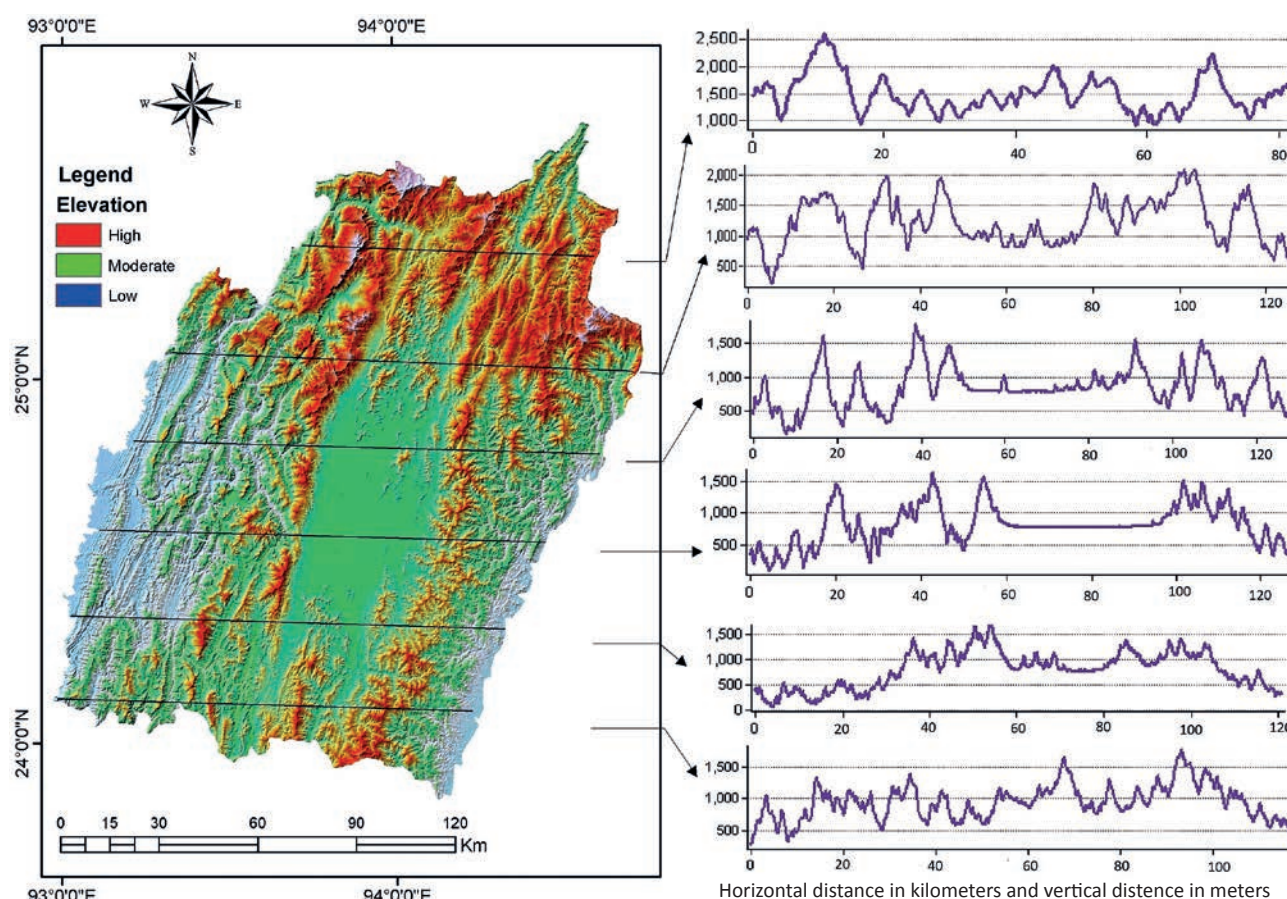 93°0'0"E 94°0'0"E
N
W E
S
Legend
Elevation
High
Moderate
Low
25°0'0"N
24°0'0"N
0 15 30 60 90 120
Km
93°0'0"E 94°0'0"E
2,500
2,000
1,500
1,000
0 20 40 60 80
2,000
1,500
1,000
500
0 20 40 60 80 100 120
1,500
1,000
500
0 20 40 60 80 100 120
1,500
1,000
500
0 20 40 60 80 100 120
1,500
1,000
500
0
0 20 40 60 80 100 120
1,500
1,000
500
0 20 40 60 80 100
Horizontal distance in kilometers and vertical distence in meters